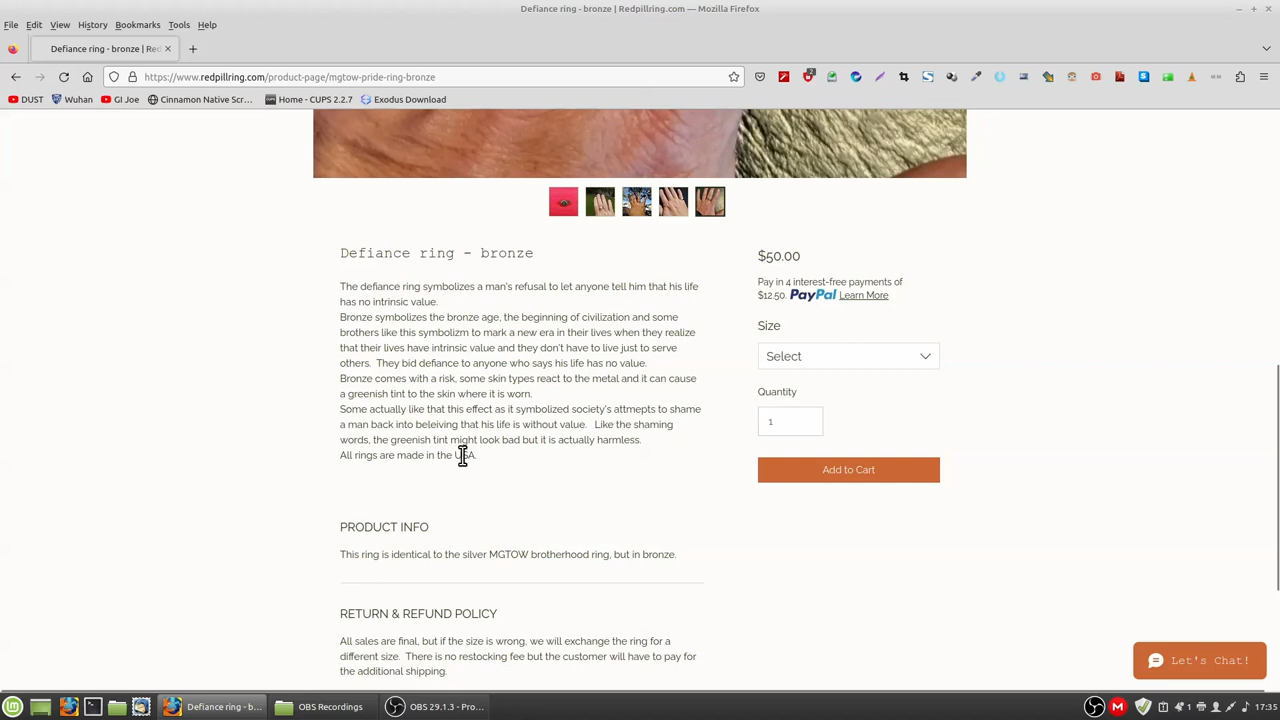 Defiance ring - bronze | Redpillring.com — Mozilla Firefox
File Edit View History Bookmarks Tools Help
Defiance ring - bronze | Red
https://www.redpillring.com/product-page/mgtow-pride-ring-bronze
DUST Wuhan GI Joe Cinnamon Native Scr... Home - CUPS 2.2.7 Exodus Download
Defiance ring - bronze
The defiance ring symbolizes a man's refusal to let anyone tell him that his life
has no intrinsic value.
Bronze symbolizes the bronze age, the beginning of civilization and some
brothers like this symbolizm to mark a new era in their lives when they realize
that their lives have intrinsic value and they don't have to live just to serve
others. They bid defiance to anyone who says his life has no value.
Bronze comes with a risk, some skin types react to the metal and it can cause
a greenish tint to the skin where it is worn.
Some actually like that this effect as it symbolized society's attmepts to shame
a man back into beleiving that his life is without value. Like the shaming
words, the greenish tint might look bad but it is actually harmless.
All rings are made in the USA.
$50.00
Pay in 4 interest-free payments of
$12.50. PayPal Learn More
Size
Select
Quantity
1
Add to Cart
PRODUCT INFO
This ring is identical to the silver MGTOW brotherhood ring, but in bronze.
RETURN & REFUND POLICY
All sales are final, but if the size is wrong, we will exchange the ring for a
different size. There is no restocking fee but the customer will have to pay for
the additional shipping.
Let's Chat!
Defiance ring - b... OBS Recordings OBS 29.1.3 - Pro... 17:35